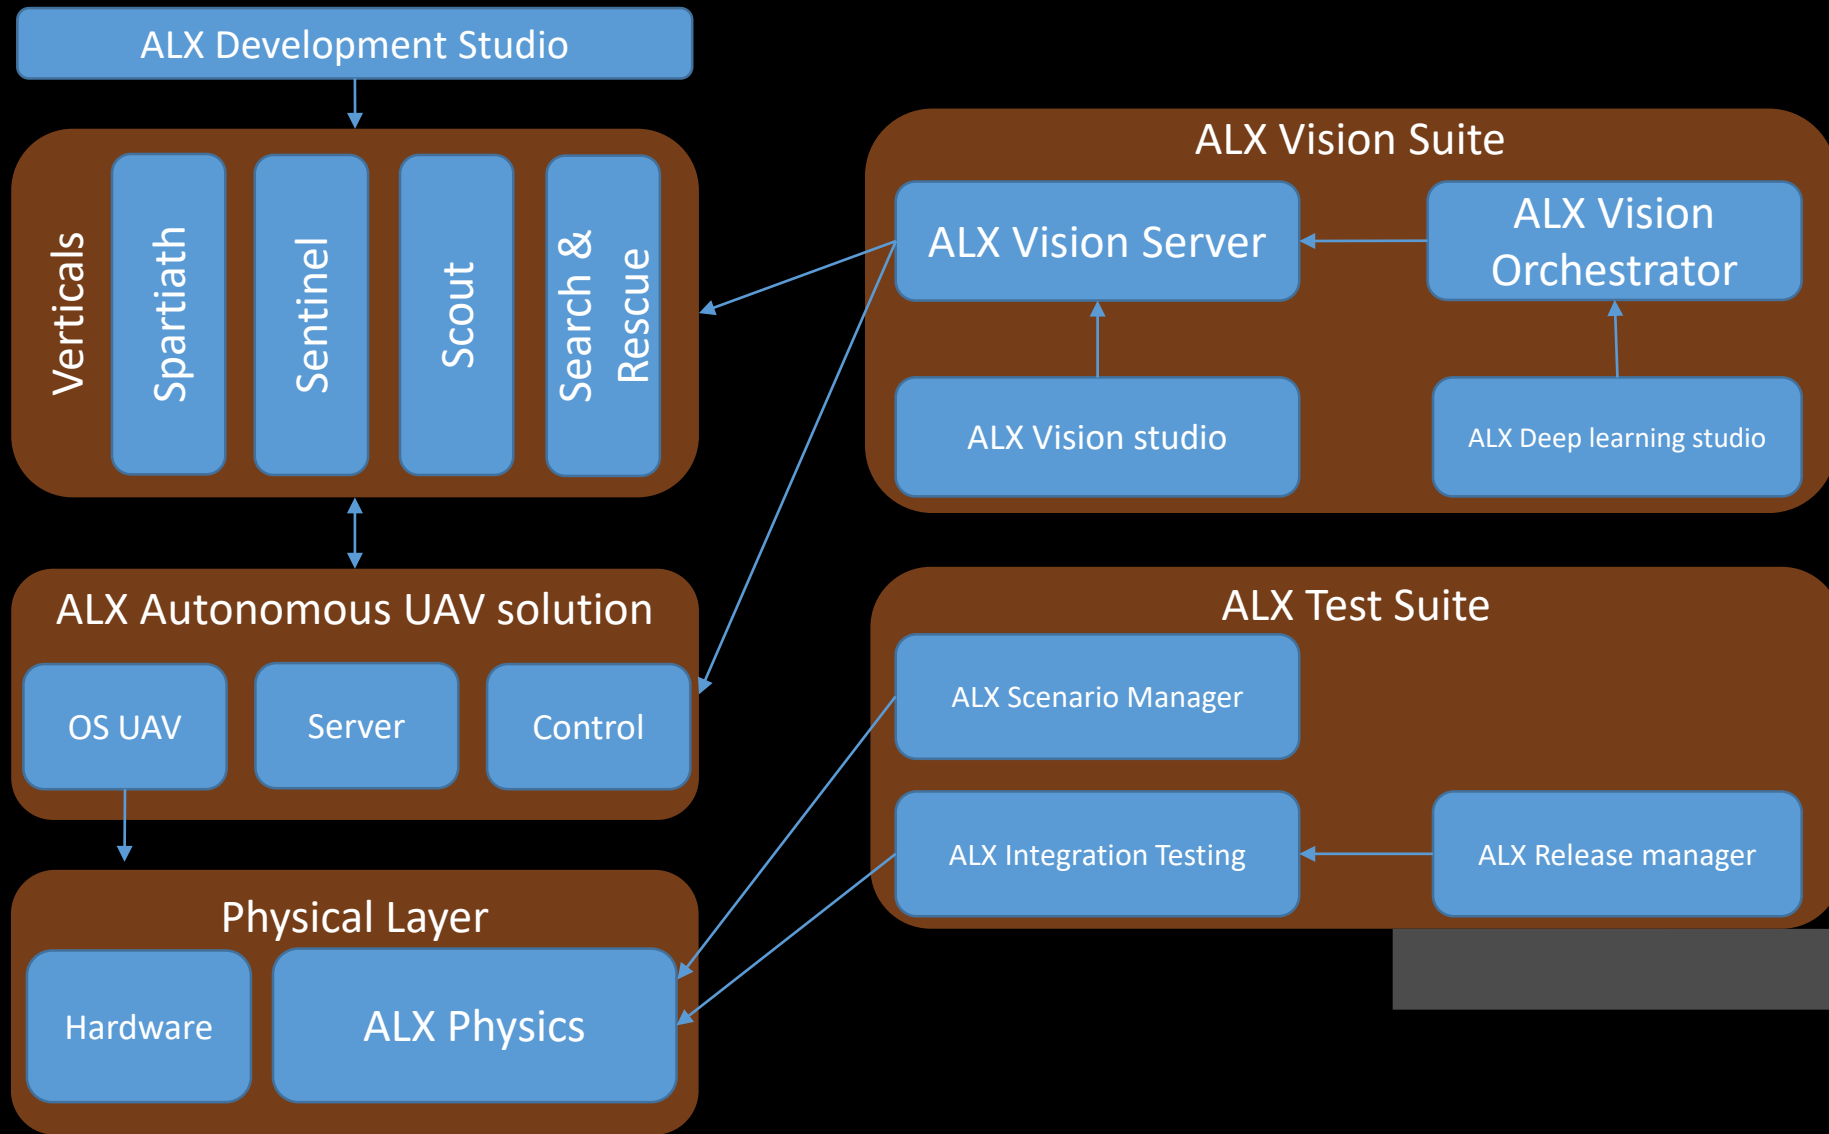 ALX Development Studio
Verticals
Spartiath
Sentinel
Scout
Search &
Rescue
ALX Autonomous UAV solution
OS UAV
Server
Control
Physical Layer
Hardware
ALX Physics
ALX Vision Suite
ALX Vision Server
ALX Vision
Orchestrator
ALX Vision studio
ALX Deep learning studio
ALX Test Suite
ALX Scenario Manager
ALX Integration Testing
ALX Release manager